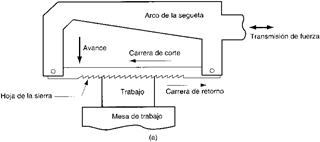 Arco de la segueta
Transmisión de fuerza
Avance
Carrera de corte
Hoja de la sierra
Trabajo
Carrera de retorno
Mesa de trabajo
(a)